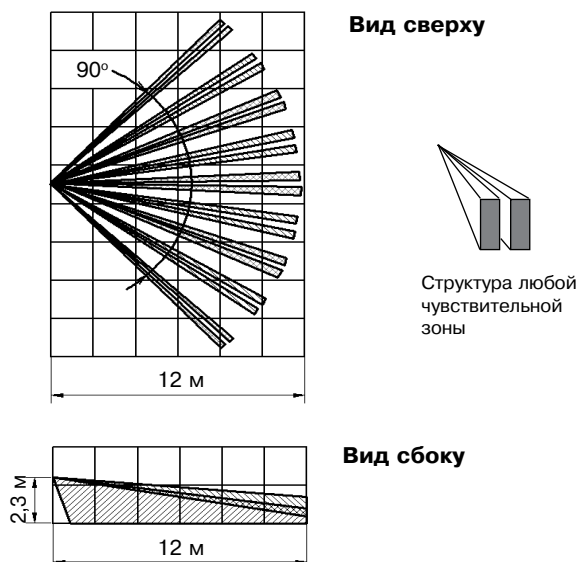 Вид сверху
90°
Структура любой
чувствительной
зоны
12 м
Вид сбоку
2,3 м
12 м